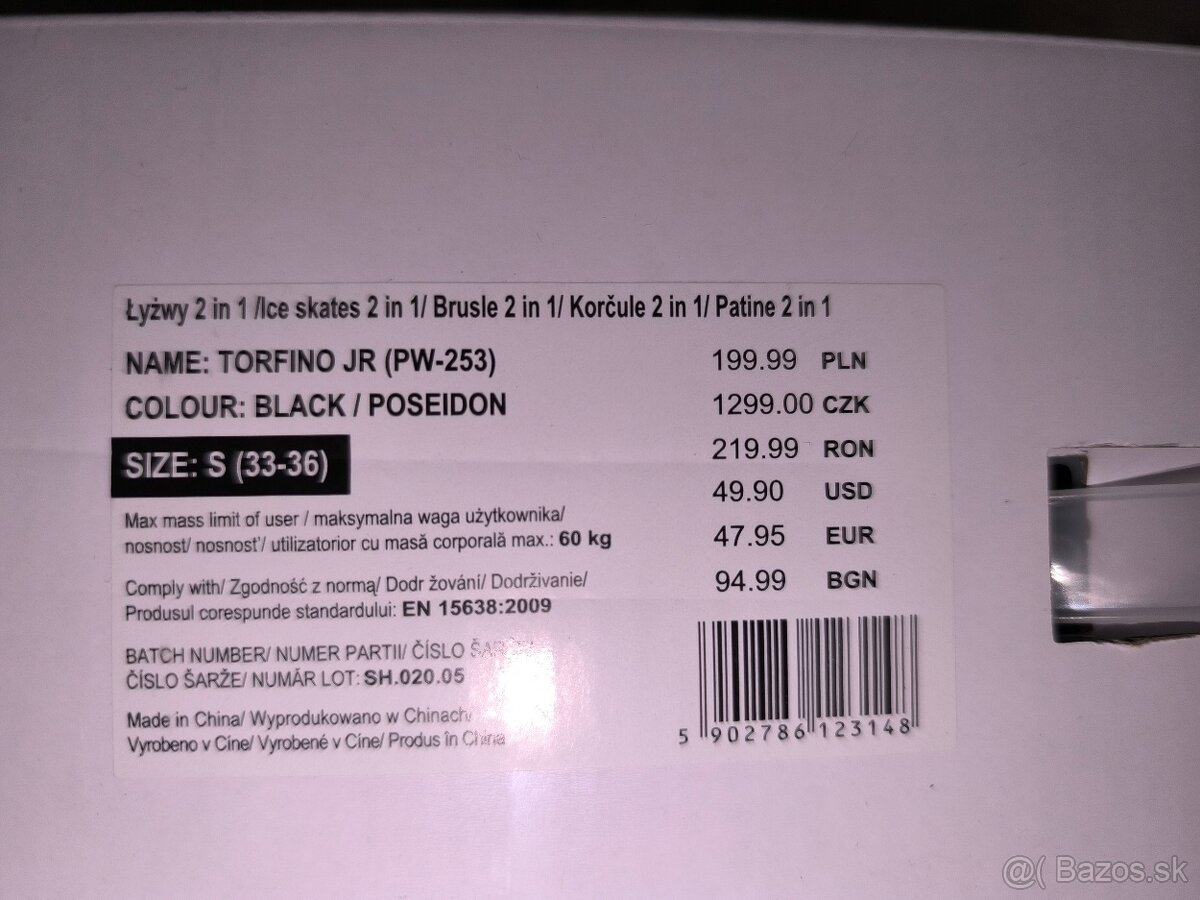 Łyżwy 2 in 1 /Ice skates 2 in 1/ Brusle 2 in 1/ Korčule 2 in 1/ Patine 2 in 1
NAME: TORFINO JR (PW-253)
COLOUR: BLACK / POSEIDON
SIZE: S (33-36)
Max mass limit of user / maksymalna waga użytkownika/
nosnost/ nosnosť/ utilizatorior cu masă corporală max.: 60 kg
Comply with/ Zgodność z normą/ Dodr žování/ Dodrživanie/
Produsul corespunde standardului: EN 15638:2009
BATCH NUMBER/ NUMER PARTII/ ČÍSLO
ČÍSLO ŠARŽE/ NUMĂR LOT: SH.020.05
Made in China/ Wyprodukowano w Chinach/
Vyrobeno v Cíne/ Vyrobené v Cíne/ Produs în China
199.99 PLN
1299.00 CZK
219.99 RON
49.90 USD
47.95 EUR
94.99 BGN
5 902786 123148
@( Bazos.sk